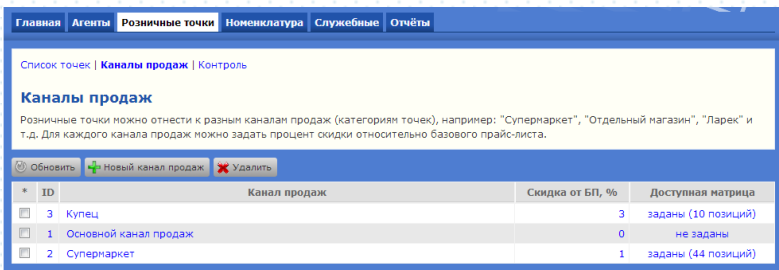 Главная Агенты Розничные точки Номенклатура Служебные Отчёты
Список точек | Каналы продаж | Контроль
Каналы продаж
Розничные точки можно отнести к разным каналам продаж (категориям точек), например: "Супермаркет", "Отдельный магазин", "Ларек" и
т.д. Для каждого канала продаж можно задать процент скидки относительно базового прайс-листа.
Обновить Новый канал продаж Удалить
* ID Канал продаж Скидка от БП, % Доступная матрица
3 Купец 3 заданы (10 позиций)
1 Основной канал продаж 0 не заданы
2 Супермаркет 1 заданы (44 позиций)